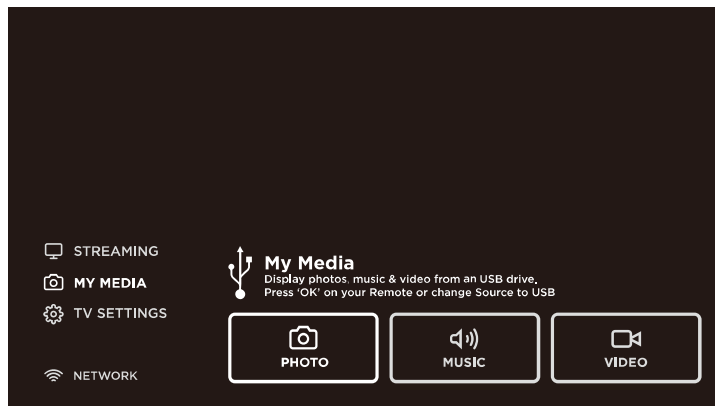 STREAMING
MY MEDIA
TV SETTINGS
NETWORK
My Media
Display photos, music & video from an USB drive.
Press ‘OK’ on your Remote or change Source to USB
PHOTO
MUSIC
VIDEO